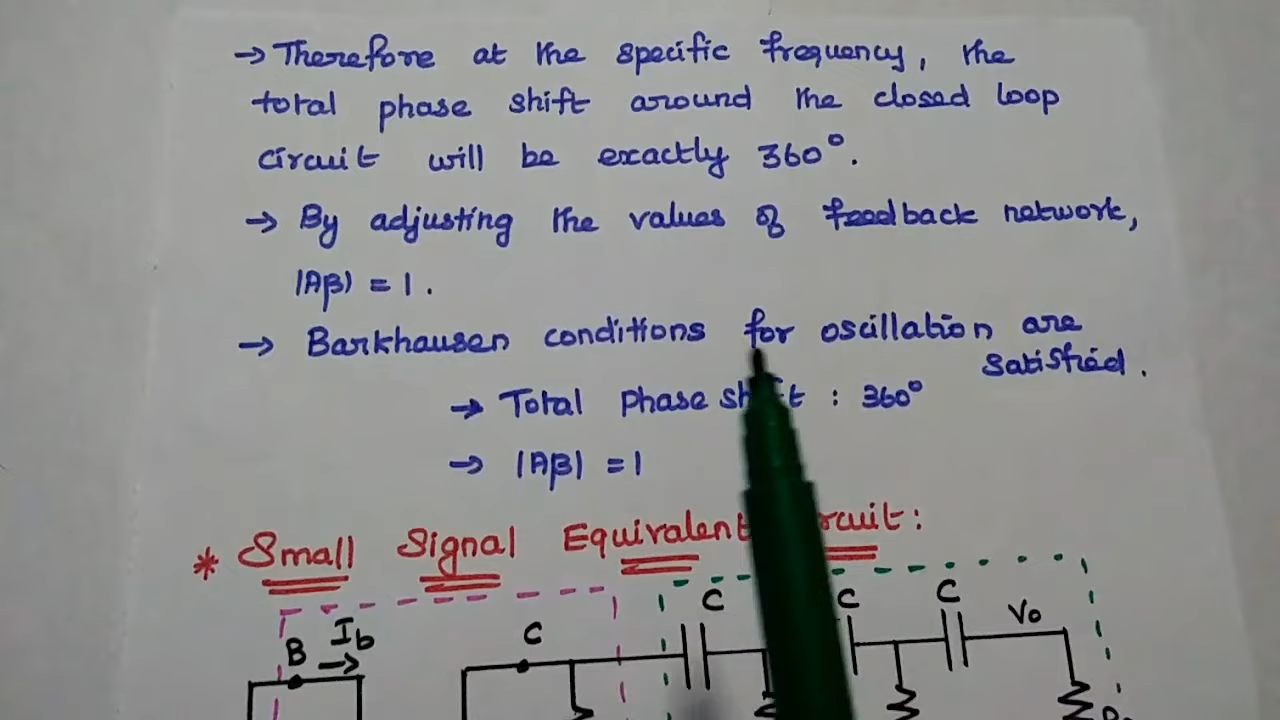 → Therefore at the specific frequency, the
total phase shift around the closed loop
circuit will be exactly 360°.
→ By adjusting the values of feedback network,
|Aβ| = 1.
→ Barkhausen conditions for oscillation are
satisfied.
→ Total phase shift : 360°
→ |Aβ| = 1
* Small Signal Equivalent
C C C
B Ib C Vo